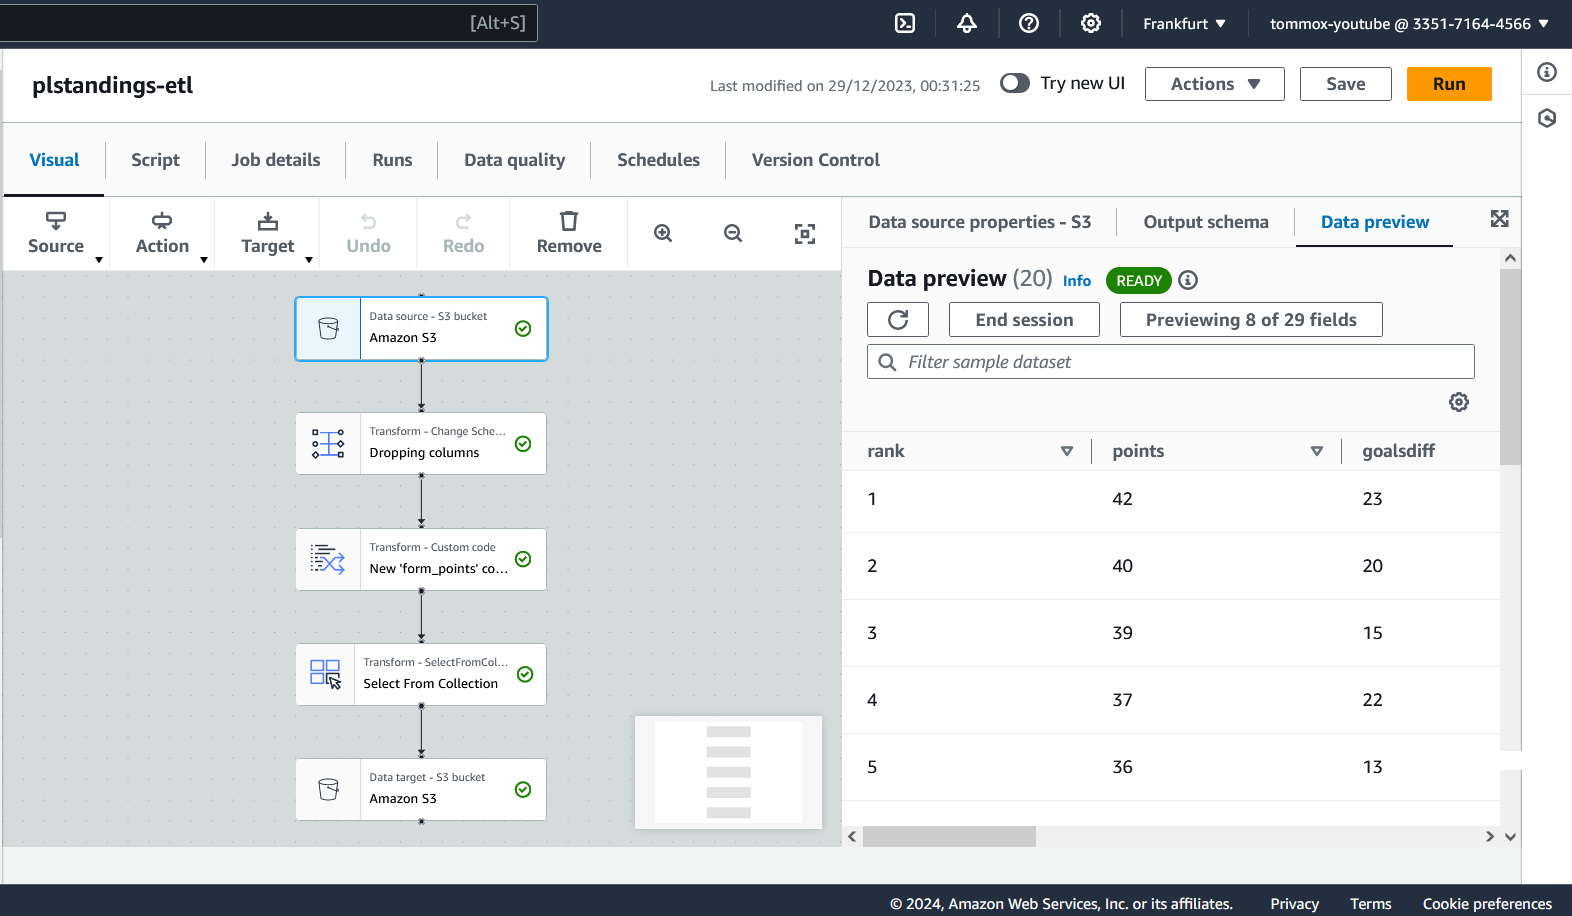 [Alt+S]
Frankfurt ▼
tommox-youtube @ 3351-7164-4566 ▼
plstandings-etl
Last modified on 29/12/2023, 00:31:25
Try new UI
Actions ▼
Save
Run
Visual
Script
Job details
Runs
Data quality
Schedules
Version Control
Source
Action
Target
Undo
Redo
Remove
Data source - S3 bucket
Amazon S3
Transform - Change Sche...
Dropping columns
Transform - Custom code
New 'form_points' co...
Transform - SelectFromCol...
Select From Collection
Data target - S3 bucket
Amazon S3
Data source properties - S3
Output schema
Data preview
Data preview (20) Info READY
End session
Previewing 8 of 29 fields
Filter sample dataset
rank points goalsdiff
1 42 23
2 40 20
3 39 15
4 37 22
5 36 13
© 2024, Amazon Web Services, Inc. or its affiliates. Privacy Terms Cookie preferences